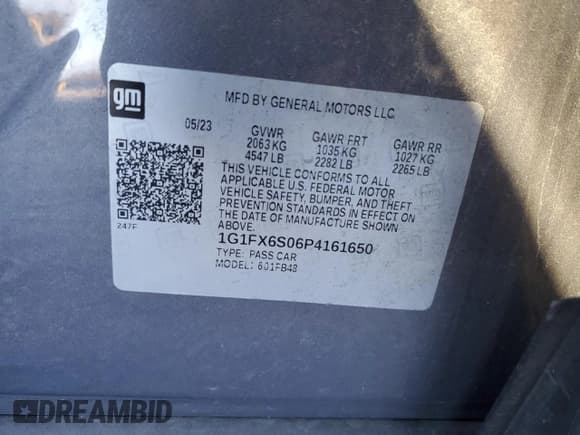 gm
MFD BY GENERAL MOTORS LLC
05/23 GVWR GAWR FRT GAWR RR
2063 KG 1035 KG 1027 KG
4547 LB 2282 LB 2265 LB
THIS VEHICLE CONFORMS TO ALL
APPLICABLE U.S. FEDERAL MOTOR
VEHICLE SAFETY, BUMPER, AND THEFT
PREVENTION STANDARDS IN EFFECT ON
THE DATE OF MANUFACTURE SHOWN
ABOVE.
247F
1G1FX6S06P4161650
TYPE: PASS CAR
MODEL: 601FB48
DREAMBID